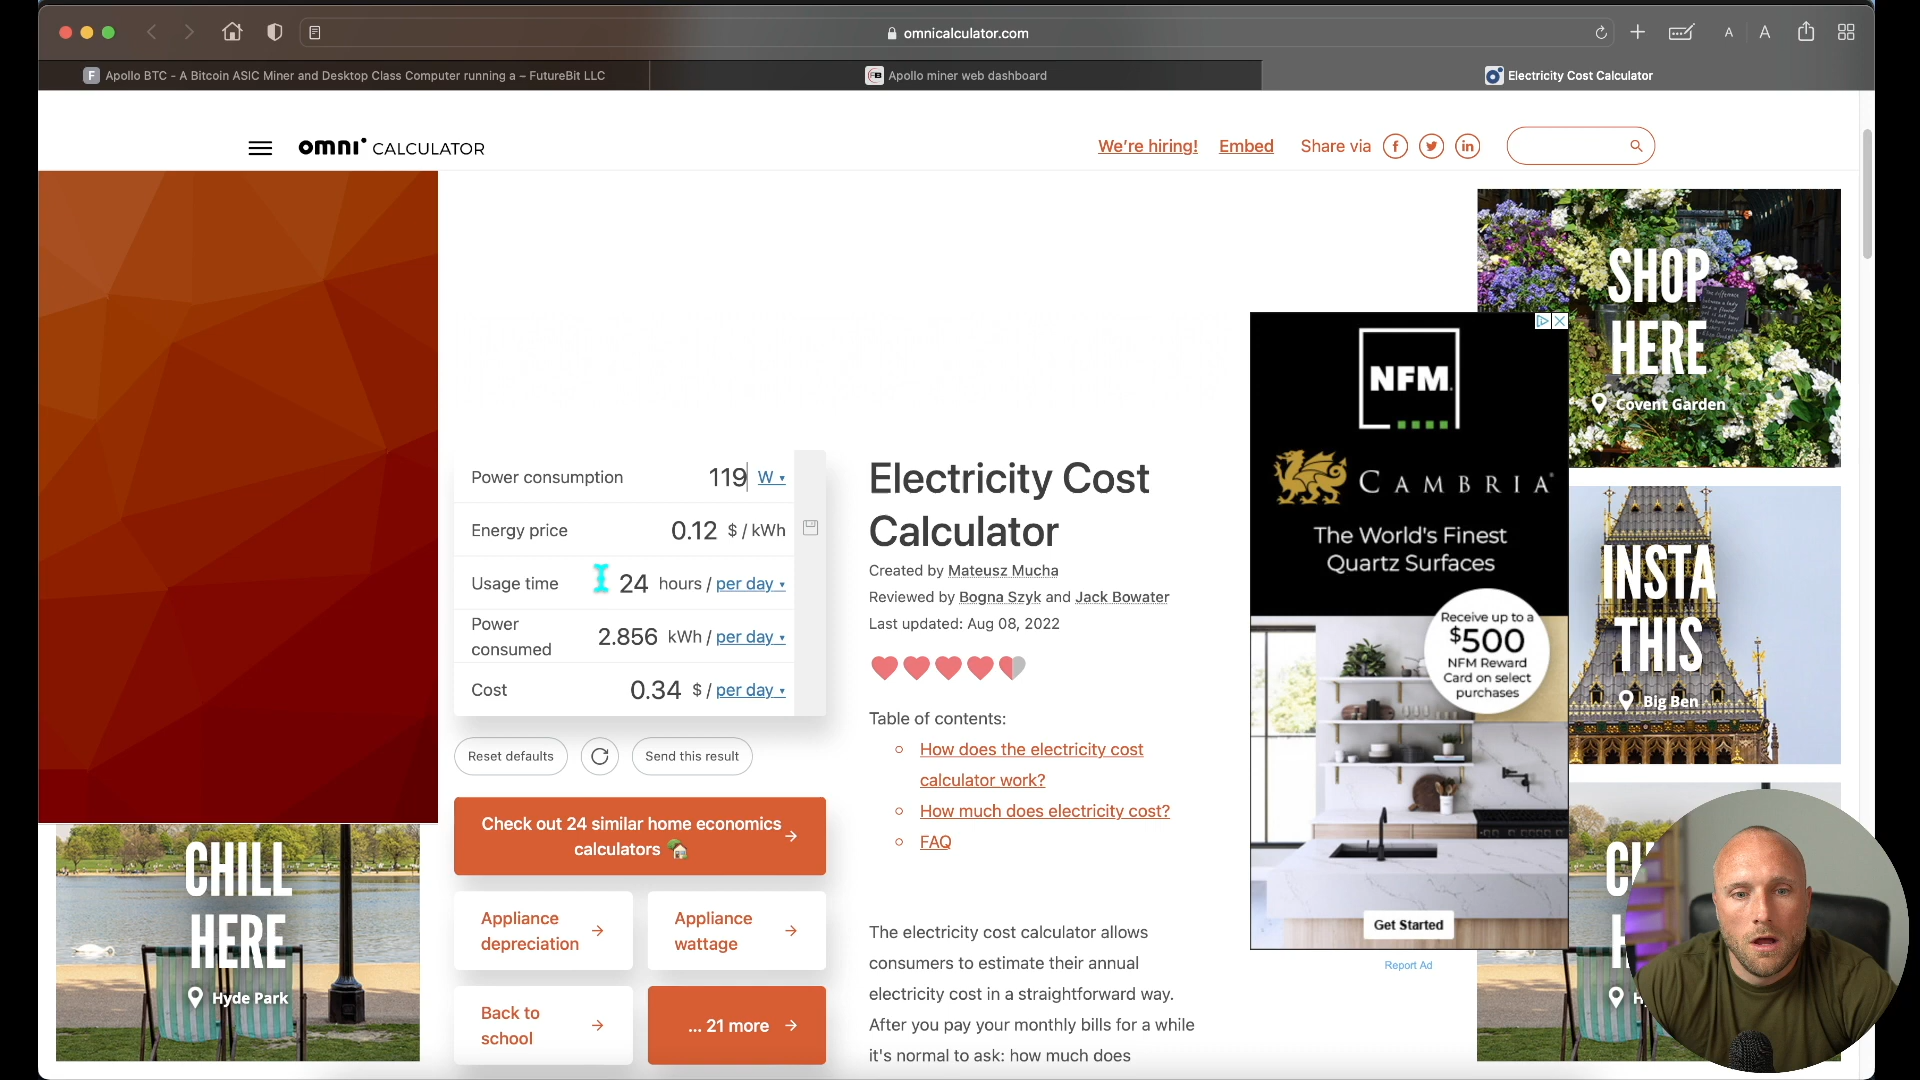 omnicalculator.com
A
A
Apollo BTC - A Bitcoin ASIC Miner and Desktop Class Computer running a – FutureBit LLC
Apollo miner web dashboard
Electricity Cost Calculator
omni CALCULATOR
We're hiring!
Embed
Share via
SHOP
HERE
Covent Garden
NFM
CAMBRIA®
The World's Finest
Quartz Surfaces
Receive up to a
$500
NFM Reward
Card on select
purchases
Get Started
Report Ad
INSTA
THIS
Big Ben
Power consumption 119 W
Energy price 0.12 $ / kWh
Usage time 24 hours / per day
Power
consumed 2.856 kWh / per day
Cost 0.34 $ / per day
Reset defaults
Send this result
Check out 24 similar home economics
calculators
Appliance
depreciation
Appliance
wattage
Back to
school
... 21 more
Electricity Cost
Calculator
Created by Mateusz Mucha
Reviewed by Bogna Szyk and Jack Bowater
Last updated: Aug 08, 2022
Table of contents:
How does the electricity cost
calculator work?
How much does electricity cost?
FAQ
The electricity cost calculator allows
consumers to estimate their annual
electricity cost in a straightforward way.
After you pay your monthly bills for a while
it's normal to ask: how much does
CHILL
HERE
Hyde Park